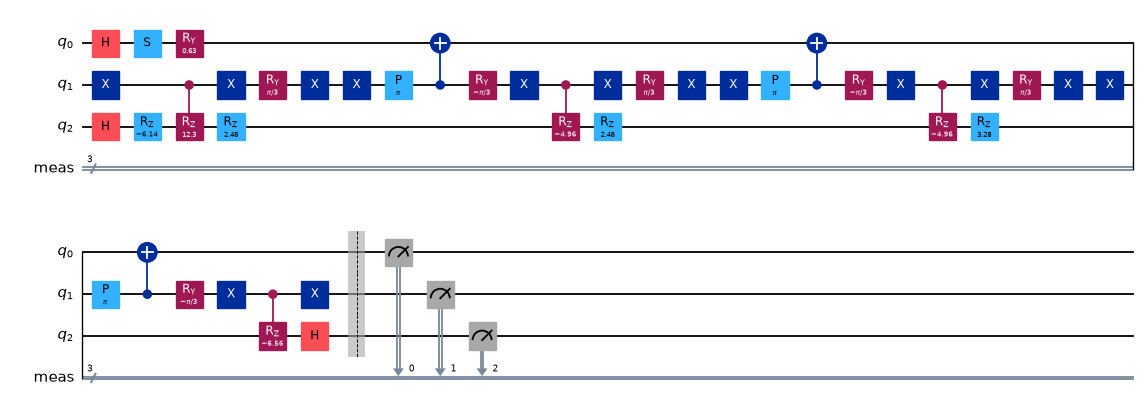 q0 H S RY 0.63
q1 X X RY π/3 X X P π RY −π/3 X X RY π/3 X X P π RY −π/3 X X RY π/3 X X
q2 H RZ −6.14 RZ 12.3 RZ 2.48 RZ −4.96 RZ 2.48 RZ −4.96 RZ 3.28
meas 3
q0
q1 P π RY −π/3 X X
q2 RZ −6.56 H
meas 3 0 1 2